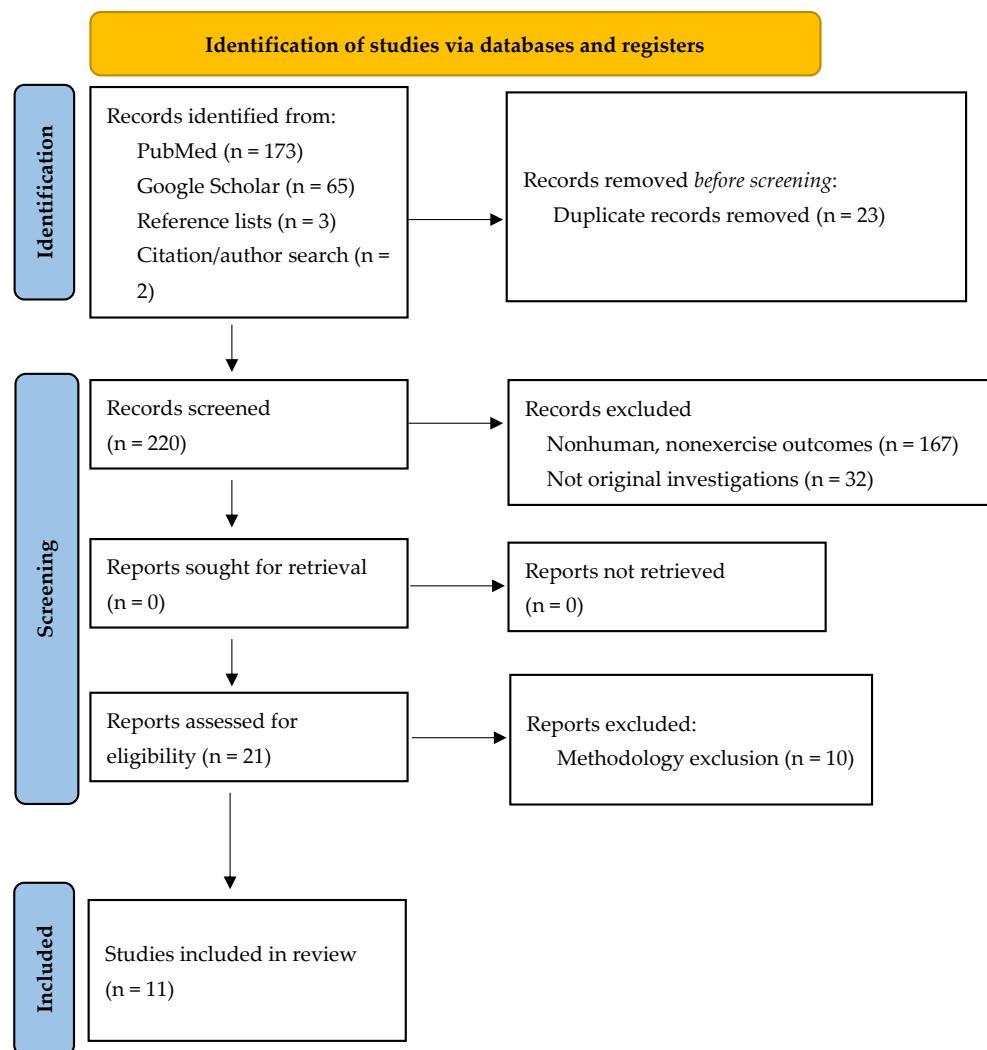 Identification of studies via databases and registers
Identification
Records identified from:
PubMed (n = 173)
Google Scholar (n = 65)
Reference lists (n = 3)
Citation/author search (n =
2)
Records removed before screening:
Duplicate records removed (n = 23)
Screening
Records screened
(n = 220)
Records excluded
Nonhuman, nonexercise outcomes (n = 167)
Not original investigations (n = 32)
Reports sought for retrieval
(n = 0)
Reports not retrieved
(n = 0)
Reports assessed for
eligibility (n = 21)
Reports excluded:
Methodology exclusion (n = 10)
Included
Studies included in review
(n = 11)